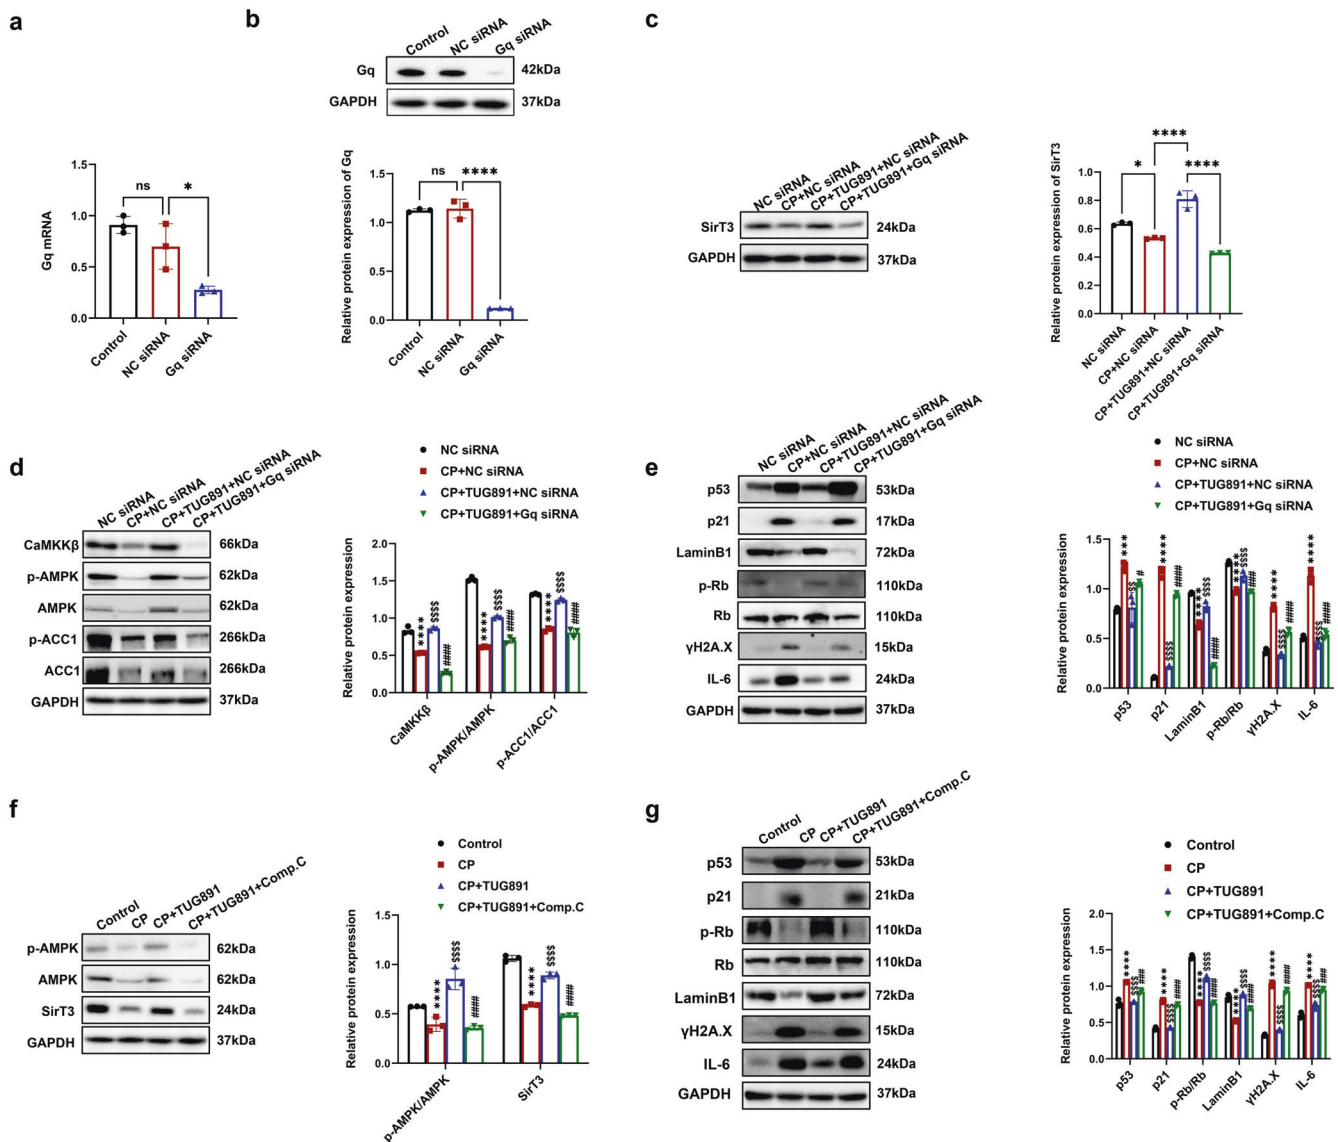 a
Gq mRNA
1.5
1.0
0.5
0.0
ns
*
Control
NC siRNA
Gq siRNA
b
Control
NC siRNA
Gq siRNA
Gq
42kDa
GAPDH
37kDa
Relative protein expression of Gq
1.5
1.0
0.5
0.0
ns
****
Control
NC siRNA
Gq siRNA
c
NC siRNA
CP+NC siRNA
CP+TUG891+NC siRNA
CP+TUG891+Gq siRNA
SirT3
24kDa
GAPDH
37kDa
Relative protein expression of SirT3
1.0
0.8
0.6
0.4
0.2
0.0
*
****
****
NC siRNA
CP+NC siRNA
CP+TUG891+NC siRNA
CP+TUG891+Gq siRNA
d
NC siRNA
CP+NC siRNA
CP+TUG891+NC siRNA
CP+TUG891+Gq siRNA
CaMKKβ
66kDa
p-AMPK
62kDa
AMPK
62kDa
p-ACC1
266kDa
ACC1
266kDa
GAPDH
37kDa
NC siRNA
CP+NC siRNA
CP+TUG891+NC siRNA
CP+TUG891+Gq siRNA
Relative protein expression
2.0
1.5
1.0
0.5
0.0
****
$$$$
####
****
$$$$
####
****
$$$$
####
CaMKKβ
p-AMPK/AMPK
p-ACC1/ACC1
e
NC siRNA
CP+NC siRNA
CP+TUG891+NC siRNA
CP+TUG891+Gq siRNA
p53
53kDa
p21
17kDa
LaminB1
72kDa
p-Rb
110kDa
Rb
110kDa
γH2A.X
15kDa
IL-6
24kDa
GAPDH
37kDa
NC siRNA
CP+NC siRNA
CP+TUG891+NC siRNA
CP+TUG891+Gq siRNA
Relative protein expression
1.5
1.0
0.5
0.0
p53
p21
LaminB1
p-Rb/Rb
γH2A.X
IL-6
f
Control
CP
CP+TUG891
CP+TUG891+Comp.C
p-AMPK
62kDa
AMPK
62kDa
SirT3
24kDa
GAPDH
37kDa
Control
CP
CP+TUG891
CP+TUG891+Comp.C
Relative protein expression
1.5
1.0
0.5
0.0
****
$$$$
###
****
$$$$
####
p-AMPK/AMPK
SirT3
g
Control
CP
CP+TUG891
CP+TUG891+Comp.C
p53
53kDa
p21
21kDa
p-Rb
110kDa
Rb
110kDa
LaminB1
72kDa
γH2A.X
15kDa
IL-6
24kDa
GAPDH
37kDa
Control
CP
CP+TUG891
CP+TUG891+Comp.C
Relative protein expression
2.0
1.5
1.0
0.5
0.0
p53
p21
p-Rb/Rb
LaminB1
γH2A.X
IL-6